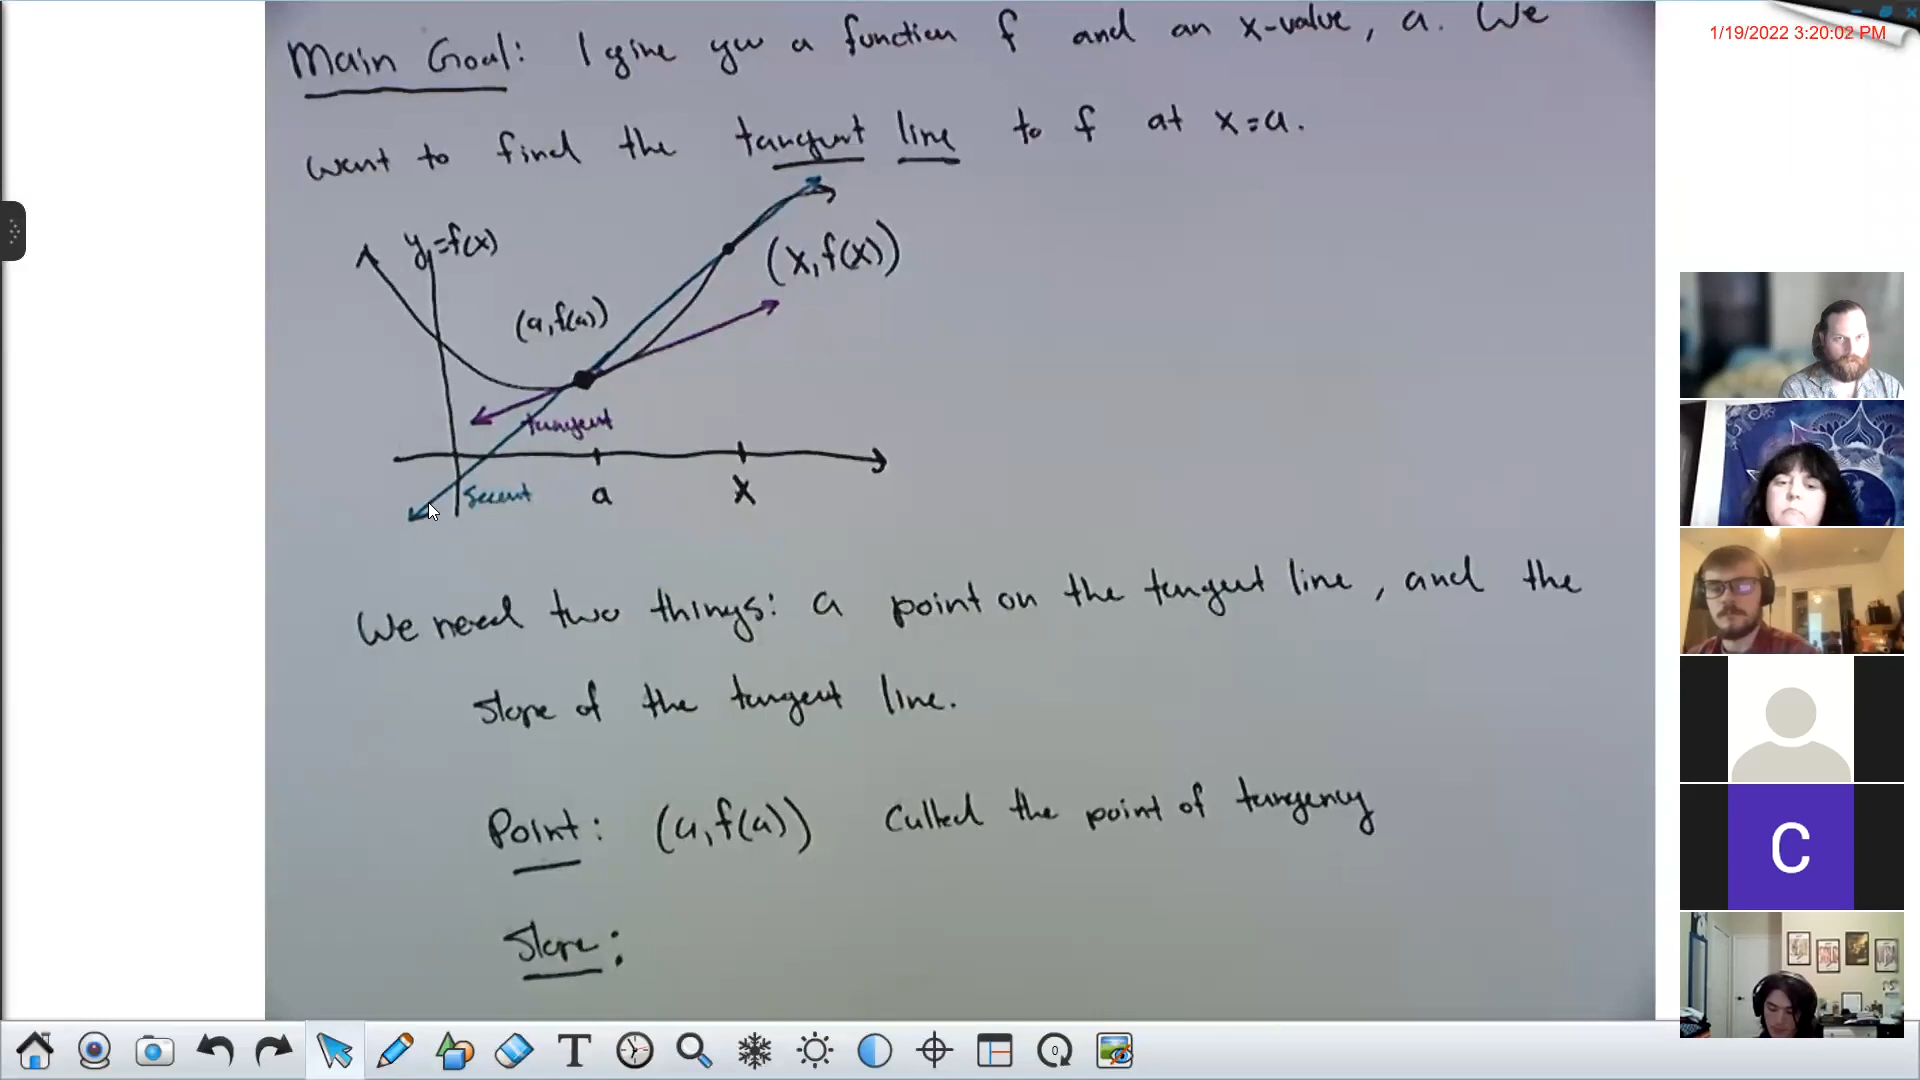 1/19/2022 3:20:02 PM
Main Goal: I give you a function f and an x-value, a. We
want to find the tangent line to f at x=a.
y=f(x)
(x,f(x))
(a,f(a))
tangent
Secant
a
x
We need two things: a point on the tangent line, and the
slope of the tangent line.
Point: (a,f(a)) Called the point of tangency
Slope:
C
T
0